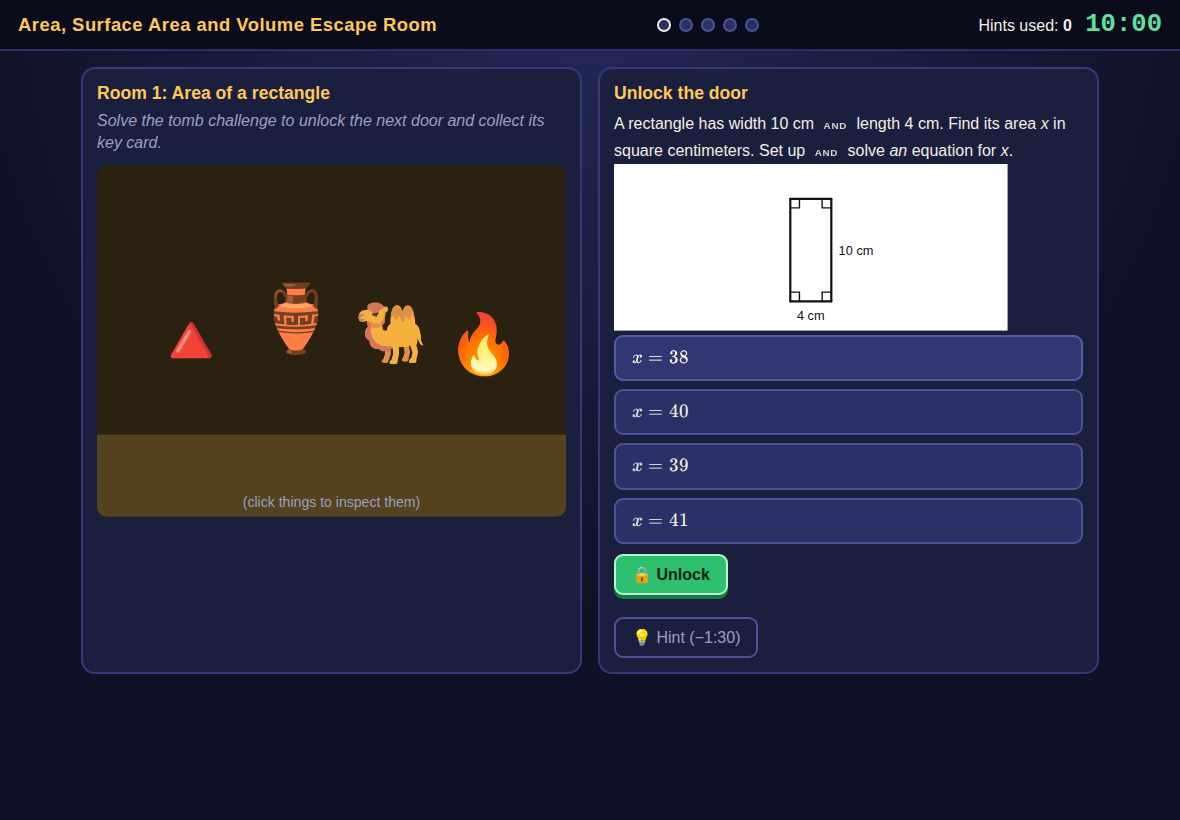 Area, Surface Area and Volume Escape Room
Hints used: 0 10:00
Room 1: Area of a rectangle
Solve the tomb challenge to unlock the next door and collect its
key card.
(click things to inspect them)
Unlock the door
A rectangle has width 10 cm AND length 4 cm. Find its area x in
square centimeters. Set up AND solve an equation for x.
10 cm
4 cm
x = 38
x = 40
x = 39
x = 41
🔒 Unlock
💡 Hint (−1:30)